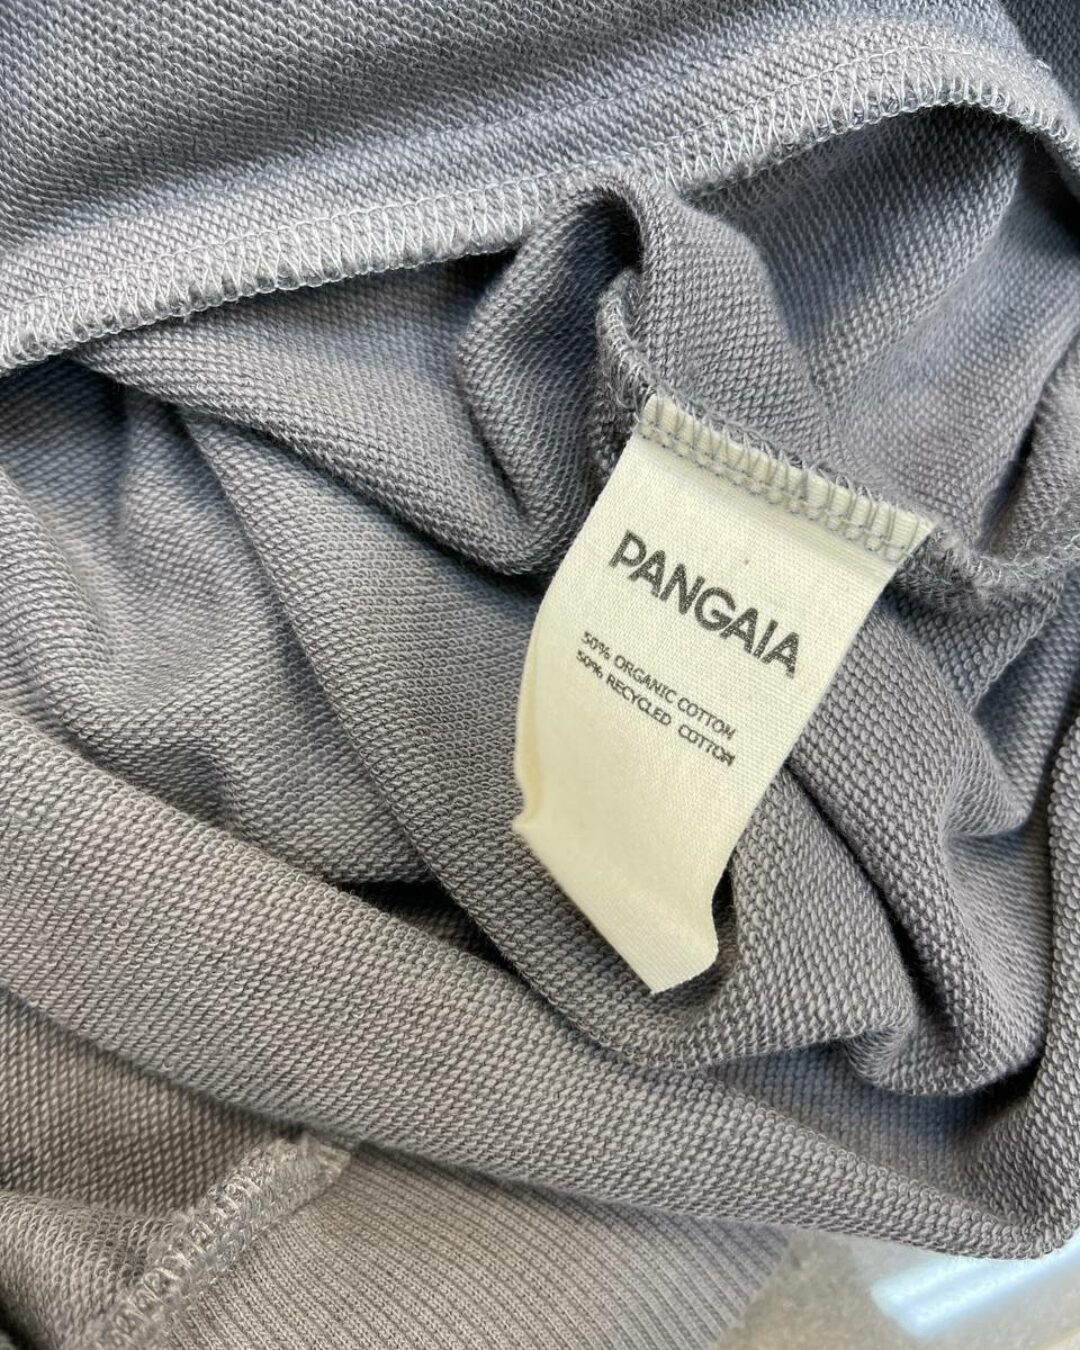 PANGAIA
50% ORGANIC COTTON
50% RECYCLED COTTON